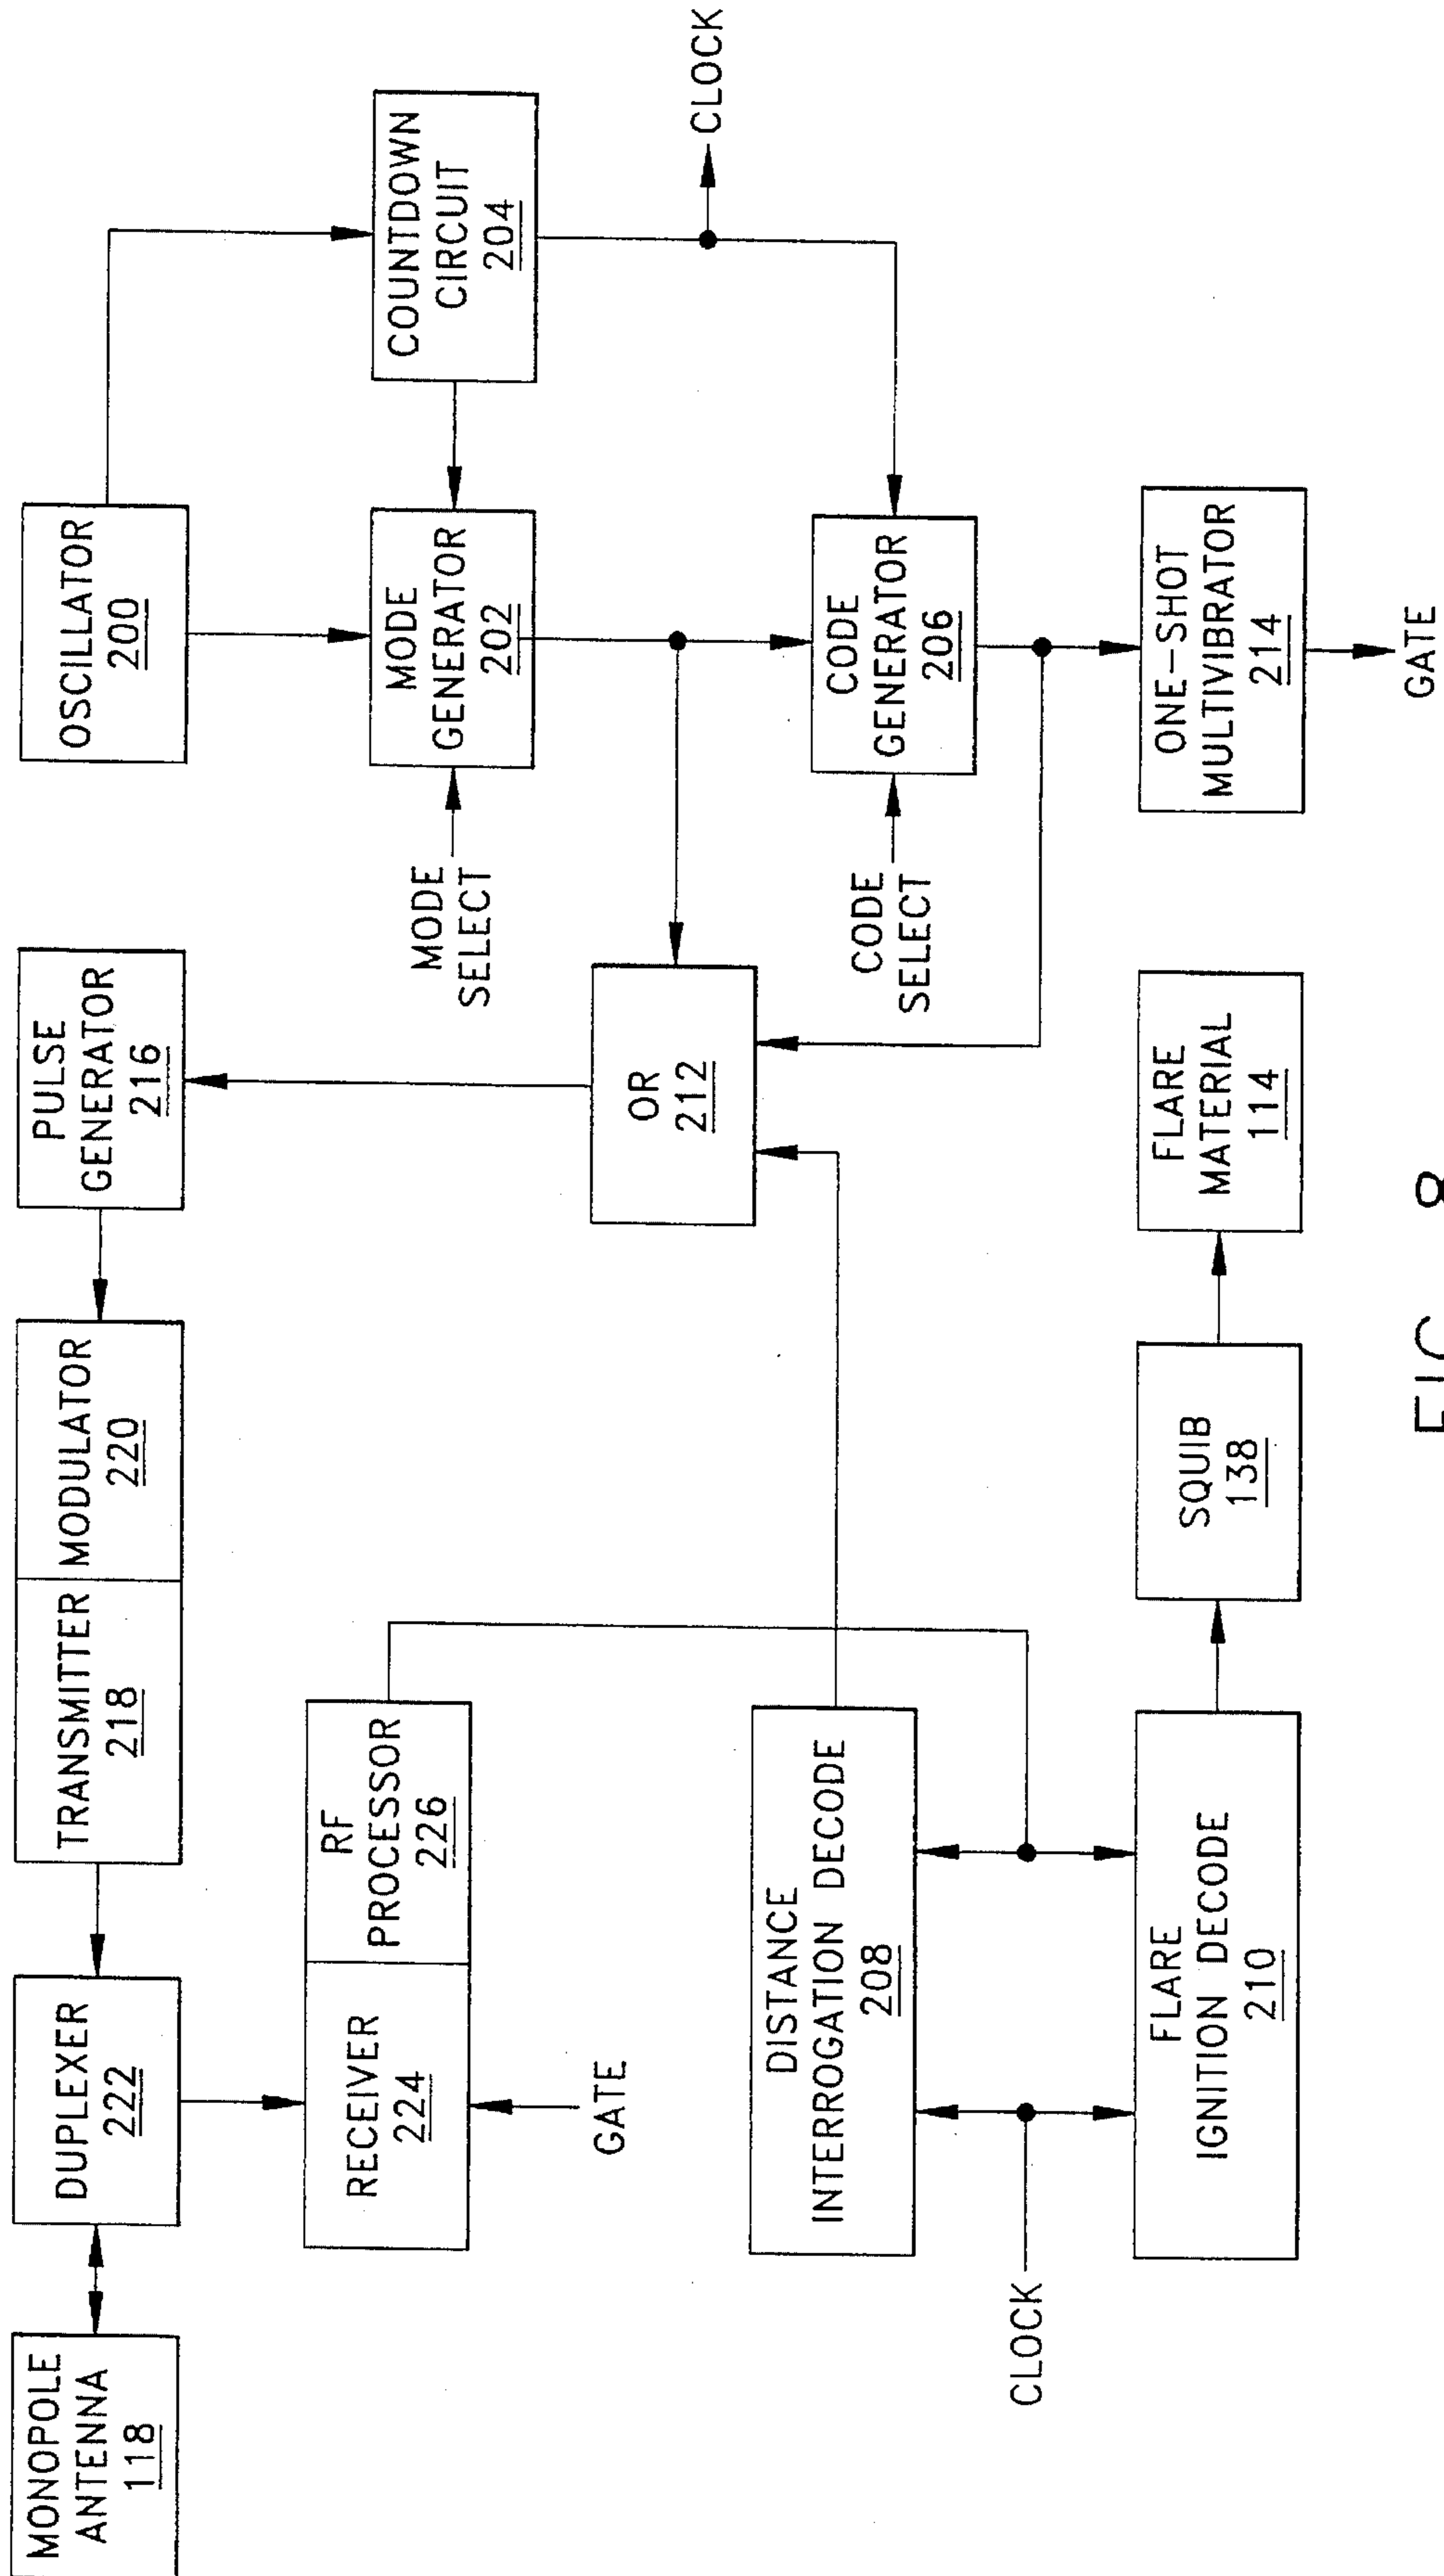 MONOPOLE
ANTENNA
118
DUPLEXER
222
TRANSMITTER
218
MODULATOR
220
PULSE
GENERATOR
216
OSCILLATOR
200
RECEIVER
224
RF
PROCESSOR
226
GATE
MODE
SELECT
MODE
GENERATOR
202
COUNTDOWN
CIRCUIT
204
CLOCK
OR
212
DISTANCE
INTERROGATION DECODE
208
CODE
SELECT
CODE
GENERATOR
206
CLOCK
FLARE
IGNITION DECODE
210
SQUIB
138
FLARE
MATERIAL
114
ONE-SHOT
MULTIVIBRATOR
214
GATE